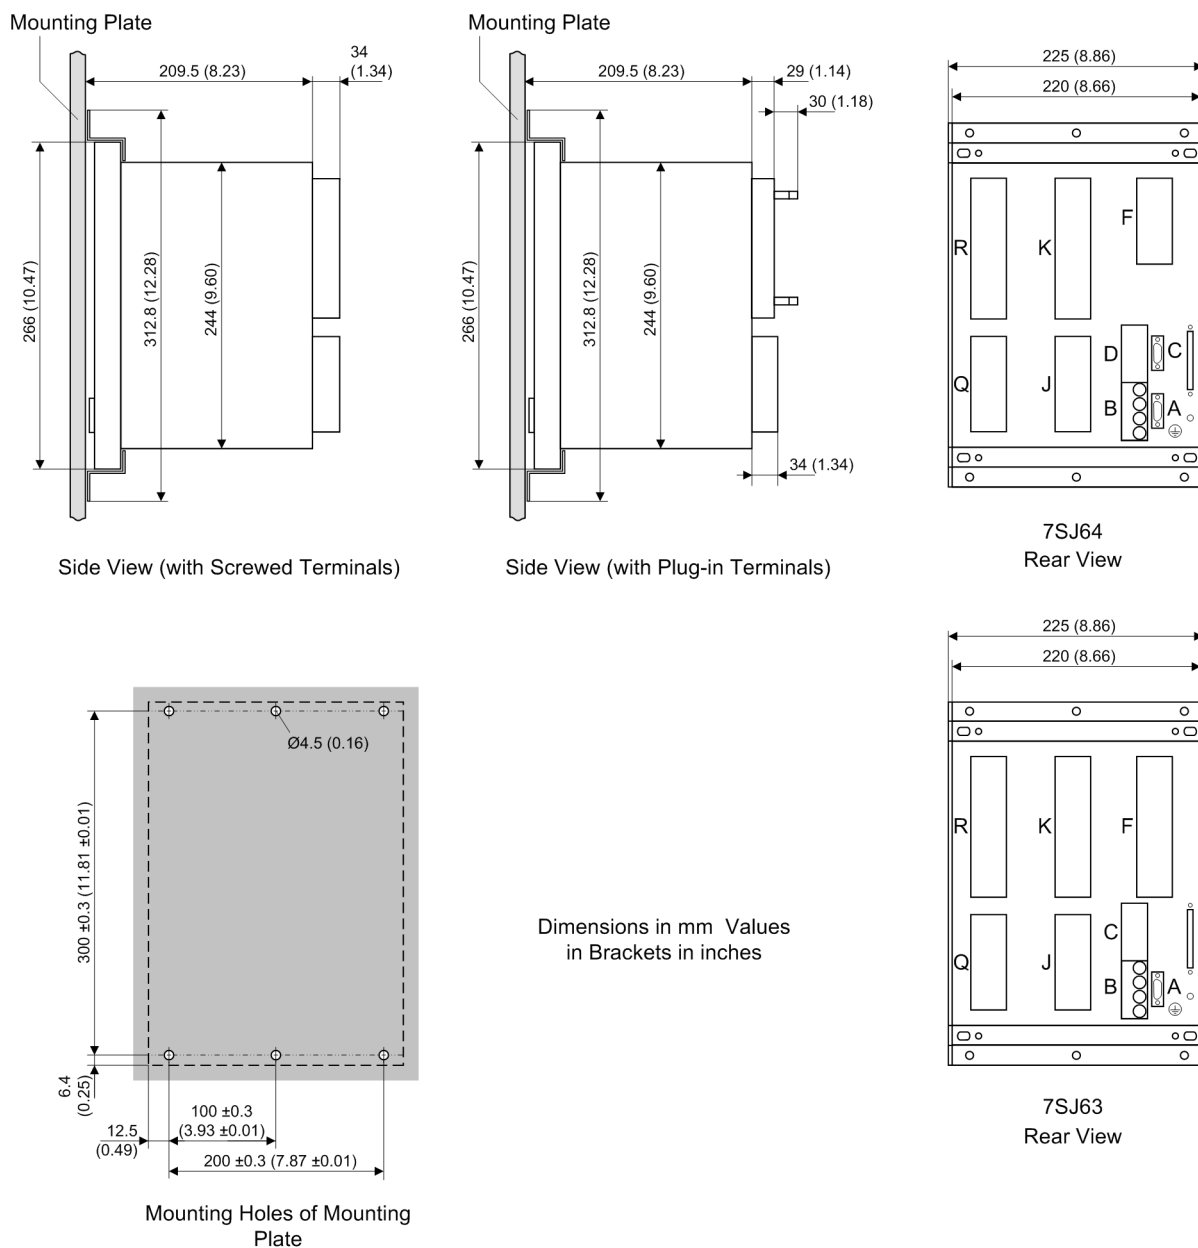 Mounting Plate
209.5 (8.23)
34
(1.34)
266 (10.47)
312.8 (12.28)
244 (9.60)
Side View (with Screwed Terminals)
Mounting Plate
209.5 (8.23)
29 (1.14)
30 (1.18)
266 (10.47)
312.8 (12.28)
244 (9.60)
34 (1.34)
Side View (with Plug-in Terminals)
225 (8.86)
220 (8.66)
R
K
F
Q
J
D
C
B
A
7SJ64
Rear View
Ø4.5 (0.16)
300 ±0.3 (11.81 ±0.01)
6.4
(0.25)
12.5
(0.49)
100 ±0.3
(3.93 ±0.01)
200 ±0.3 (7.87 ±0.01)
Mounting Holes of Mounting
Plate
Dimensions in mm Values
in Brackets in inches
225 (8.86)
220 (8.66)
R
K
F
Q
J
C
B
A
7SJ63
Rear View